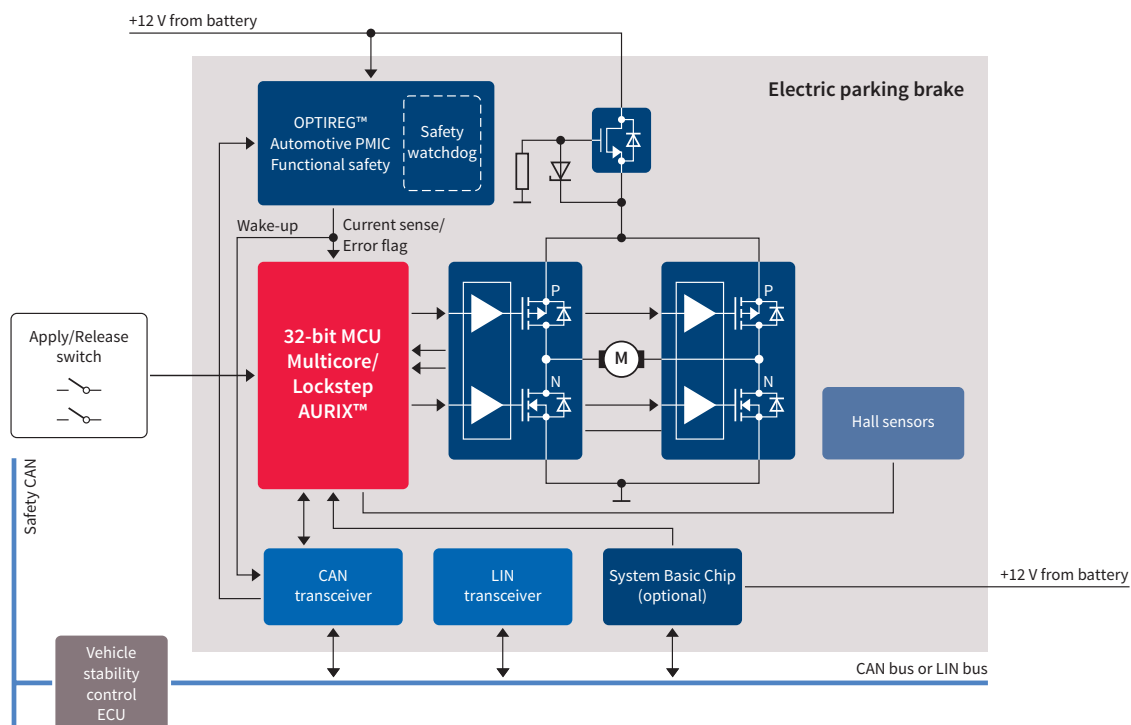 +12 V from battery
Electric parking brake
OPTIREG™
Automotive PMIC
Functional safety
Safety
watchdog
Wake-up
Current sense/
Error flag
Apply/Release
switch
32-bit MCU
Multicore/
Lockstep
AURIX™
P
P
M
N
N
Hall sensors
Safety CAN
CAN
transceiver
LIN
transceiver
System Basic Chip
(optional)
+12 V from battery
Vehicle
stability
control
ECU
CAN bus or LIN bus